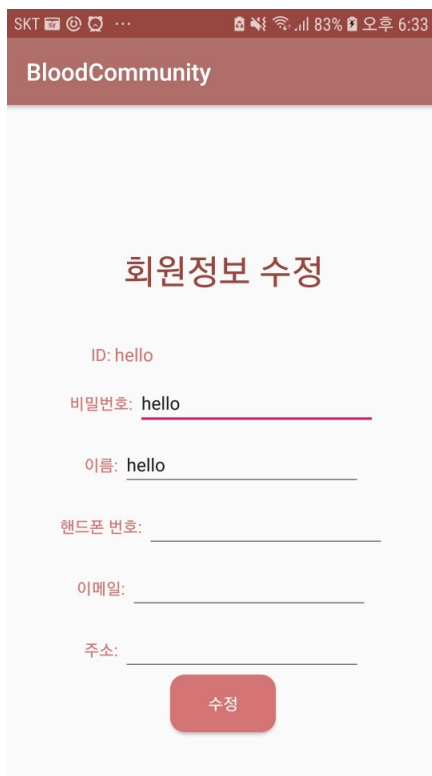 SKT ... 83% 오후 6:33
BloodCommunity
회원정보 수정
ID: hello
비밀번호: hello
이름: hello
핸드폰 번호:
이메일:
주소:
수정